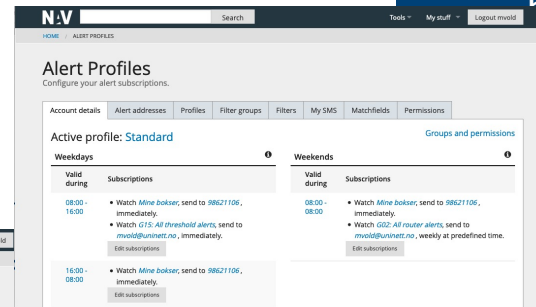 NAV Search Tools My stuff Logout mvold
HOME / ALERT PROFILES
Alert Profiles
Configure your alert subscriptions.
Account details Alert addresses Profiles Filter groups Filters My SMS Matchfields Permissions
Active profile: Standard
Groups and permissions
Weekdays
Valid during Subscriptions
08:00 - 16:00
• Watch Mine bokser, send to 98621106 ,
immediately.
• Watch G15: All threshold alerts, send to
mvold@uninett.no , immediately.
Edit subscriptions
16:00 - 08:00
• Watch Mine bokser, send to 98621106 ,
immediately.
Edit subscriptions
Weekends
Valid during Subscriptions
08:00 - 08:00
• Watch Mine bokser, send to 98621106 ,
immediately.
• Watch G02: All router alerts, send to
mvold@uninett.no , weekly at predefined time.
Edit subscriptions